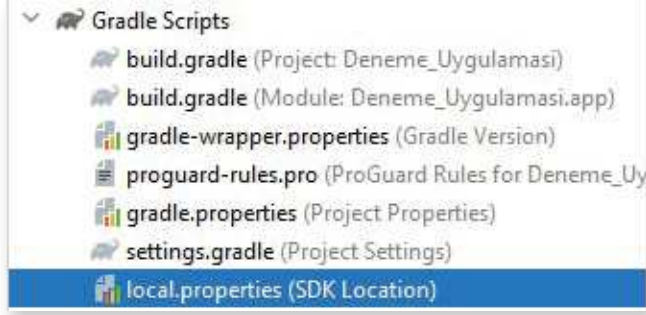 Gradle Scripts
build.gradle (Project: Deneme_Uygulamasi)
build.gradle (Module: Deneme_Uygulamasi.app)
gradle-wrapper.properties (Gradle Version)
proguard-rules.pro (ProGuard Rules for Deneme_Uy
gradle.properties (Project Properties)
settings.gradle (Project Settings)
local.properties (SDK Location)